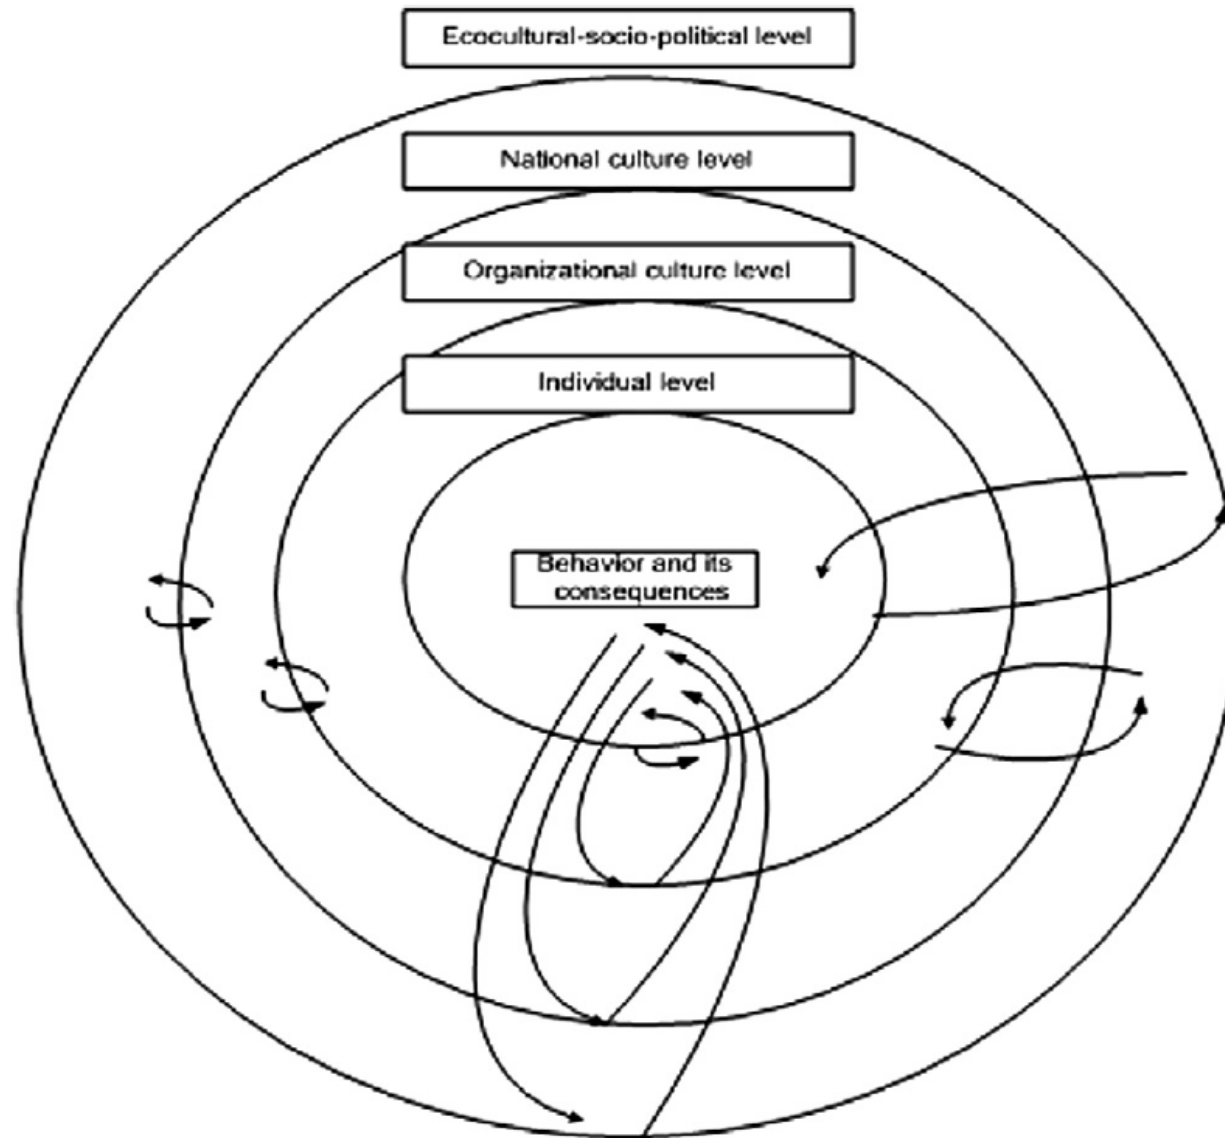 Ecocultural-socio-political level
National culture level
Organizational culture level
Individual level
Behavior and its
consequences